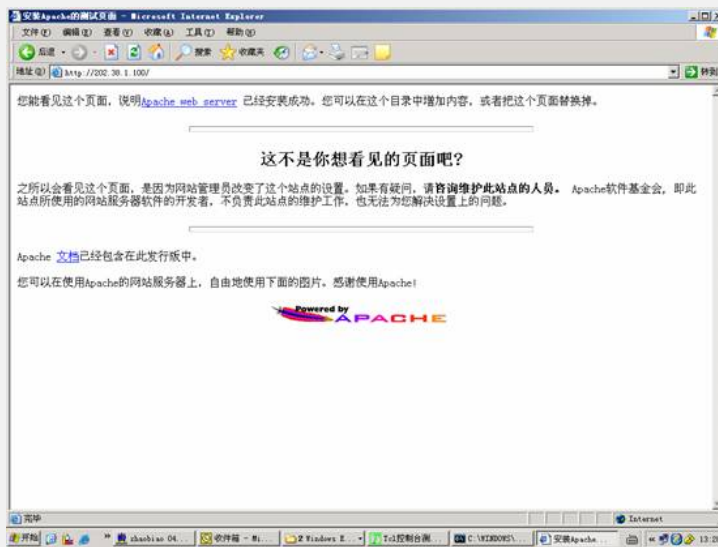 安装Apache的测试页面 - Microsoft Internet Explorer
文件(F) 编辑(E) 查看(V) 收藏(A) 工具(T) 帮助(H)
后退 搜索 收藏夹
地址(D) http://202.38.1.100/ 转到
您能看见这个页面，说明Apache web server 已经安装成功。您可以在这个目录中增加内容，或者把这个页面替换掉。
这不是你想看见的页面吧?
之所以会看见这个页面，是因为网站管理员改变了这个站点的设置。如果有疑问，请咨询维护此站点的人员。 Apache软件基金会，即此
站点所使用的网站服务器软件的开发者，不负责此站点的维护工作，也无法为您解决设置上的问题。
Apache 文档已经包含在此发行版中。
您可以在使用Apache的网站服务器上，自由地使用下面的图片。感谢使用Apache!
Powered by
APACHE
完毕 Internet
开始 zhaobiao 04... 收件箱 - Mi... 2 Windows E... Tcl控制台测... C:\WINDOWS\... 安装Apache...